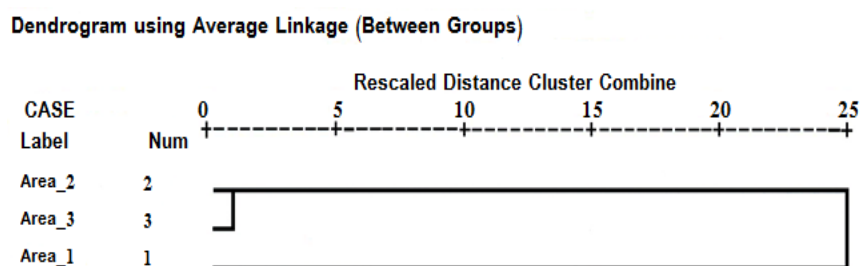 Dendrogram using Average Linkage (Between Groups)
Rescaled Distance Cluster Combine
CASE 0 5 10 15 20 25
Label Num
Area_2 2
Area_3 3
Area_1 1